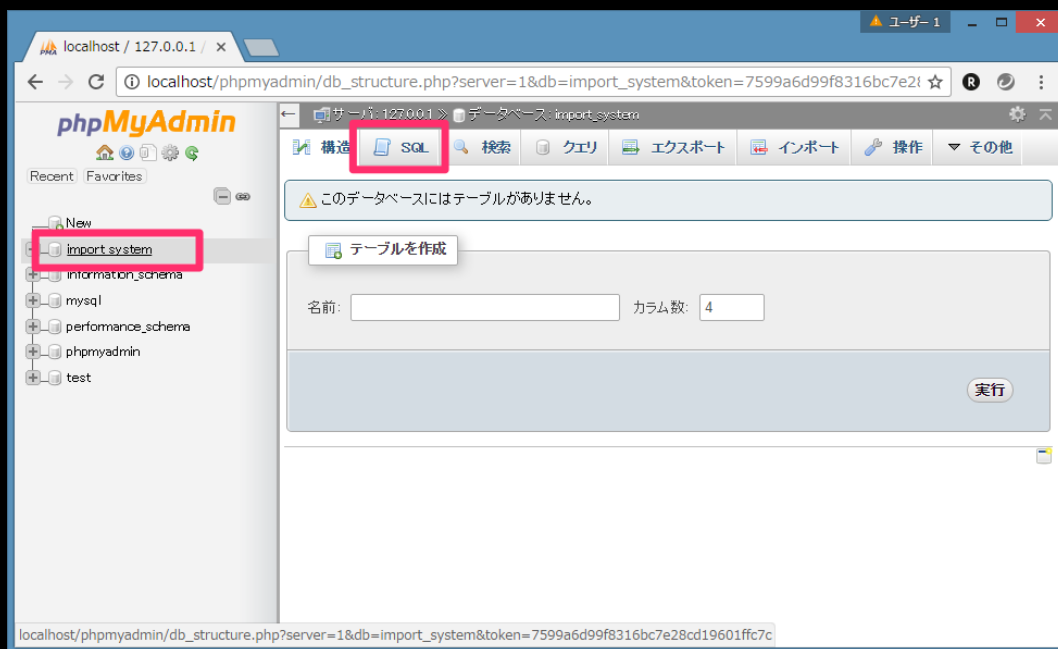 ユーザー 1
localhost / 127.0.0.1 /
localhost/phpmyadmin/db_structure.php?server=1&db=import_system&token=7599a6d99f8316bc7e28
phpMyAdmin
Recent Favorites
New
import system
information_schema
mysql
performance_schema
phpmyadmin
test
サーバ: 127.0.0.1 » データベース: import_system
構造 SQL 検索 クエリ エクスポート インポート 操作 その他
このデータベースにはテーブルがありません。
テーブルを作成
名前: カラム数: 4
実行
localhost/phpmyadmin/db_structure.php?server=1&db=import_system&token=7599a6d99f8316bc7e28cd19601ffc7c